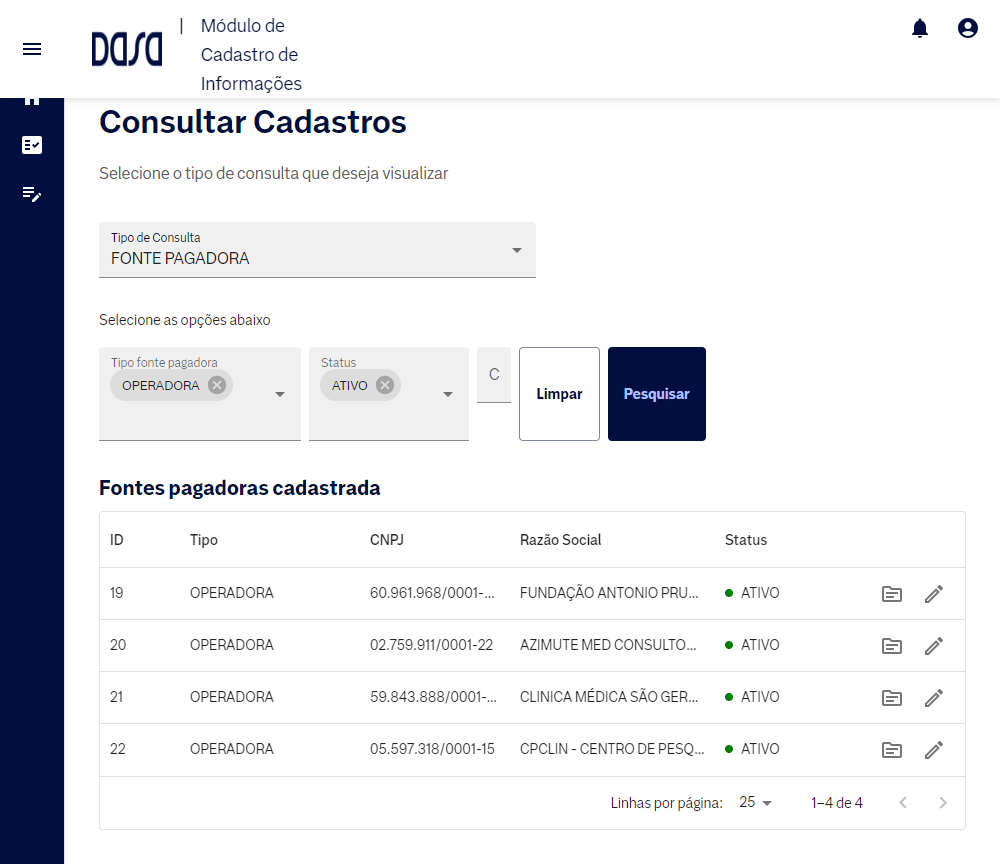 DASA
| Módulo de
Cadastro de
Informações
Consultar Cadastros
Selecione o tipo de consulta que deseja visualizar
Tipo de Consulta
FONTE PAGADORA
Selecione as opções abaixo
Tipo fonte pagadora
OPERADORA
Status
ATIVO
C
Limpar
Pesquisar
Fontes pagadoras cadastrada
ID Tipo CNPJ Razão Social Status
19 OPERADORA 60.961.968/0001-... FUNDAÇÃO ANTONIO PRU... ATIVO
20 OPERADORA 02.759.911/0001-22 AZIMUTE MED CONSULTO... ATIVO
21 OPERADORA 59.843.888/0001-... CLINICA MÉDICA SÃO GER... ATIVO
22 OPERADORA 05.597.318/0001-15 CPCLIN - CENTRO DE PESQ... ATIVO
Linhas por página: 25 1–4 de 4